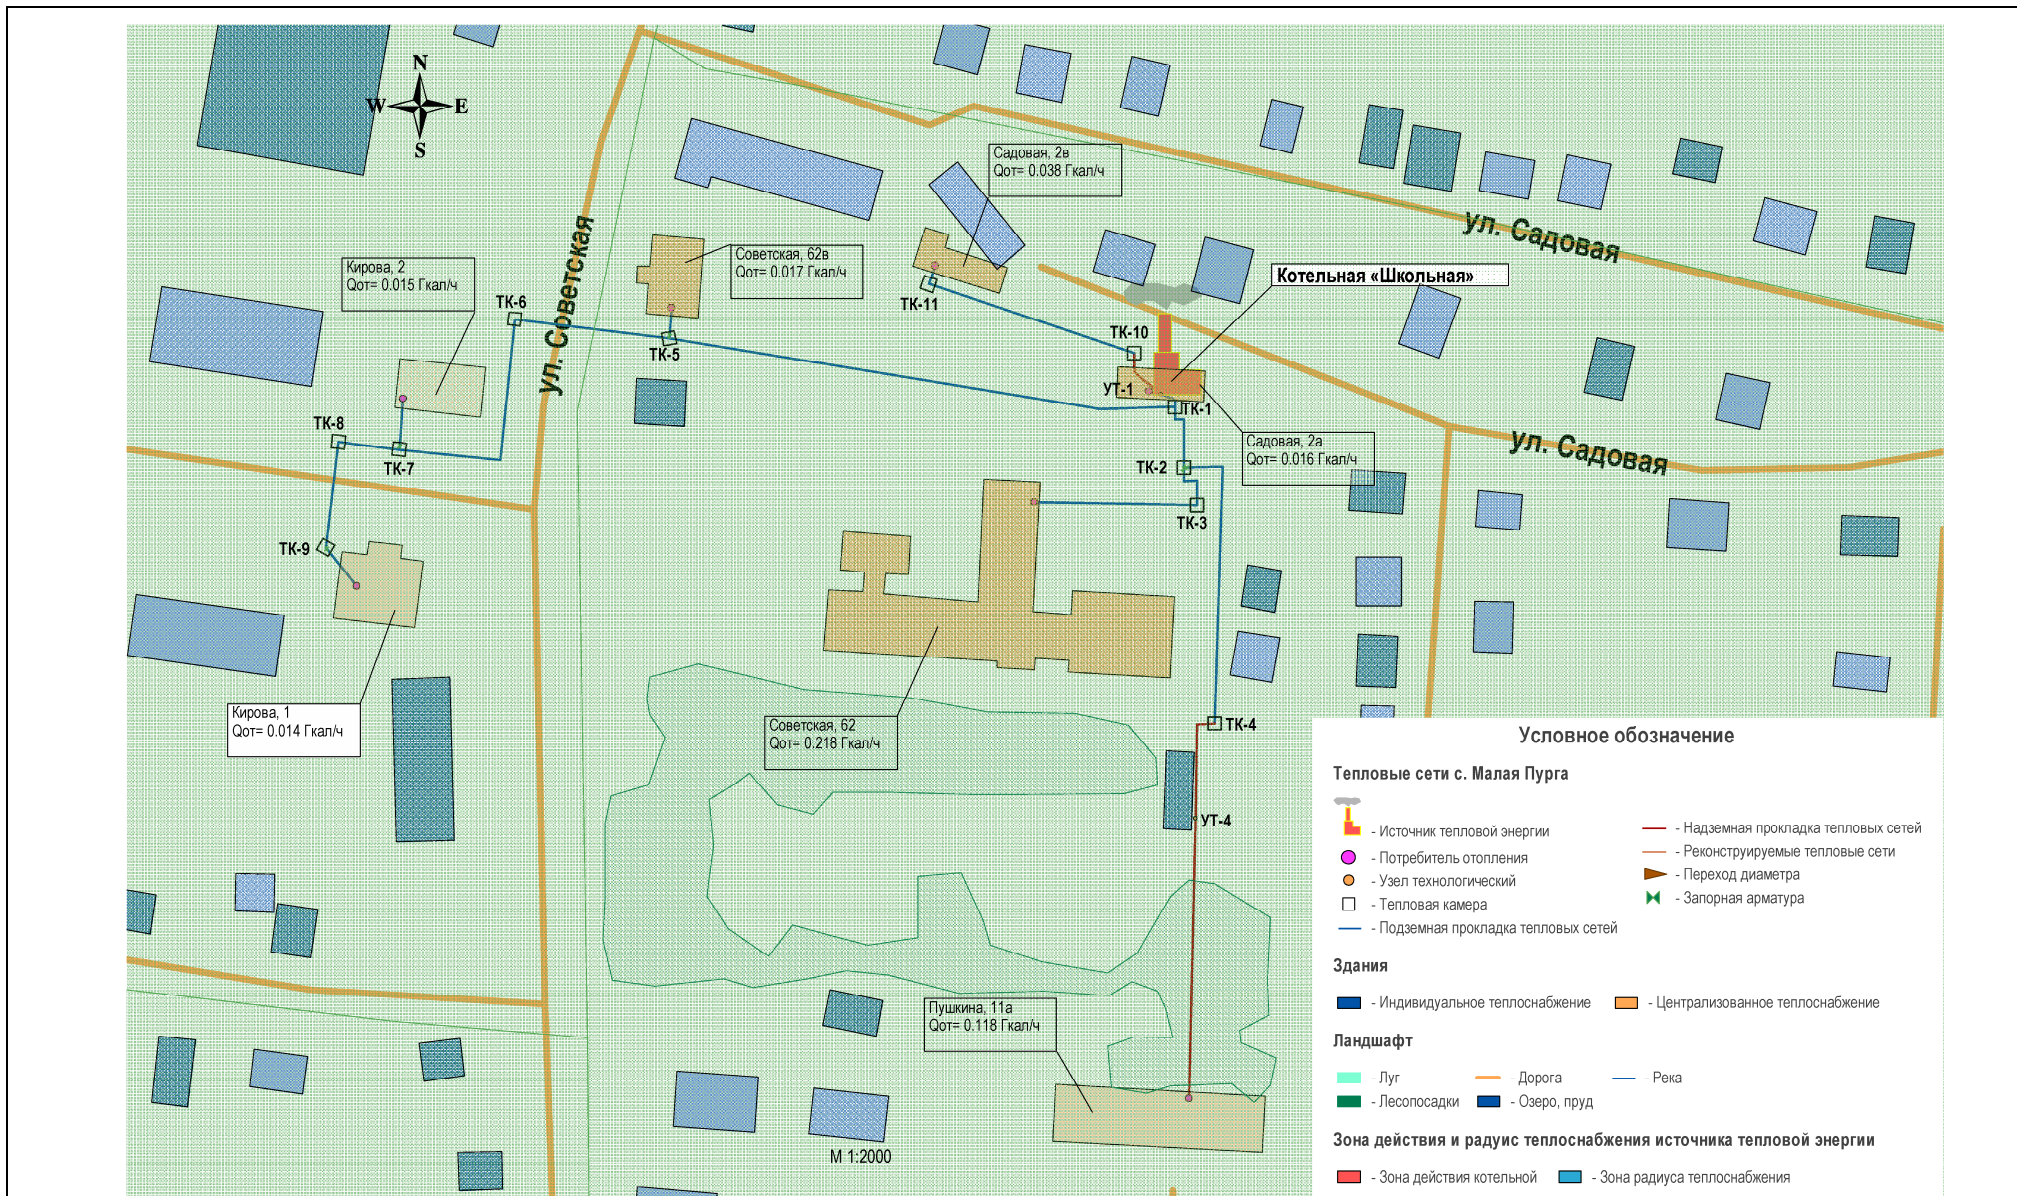 N
W E
S
Садовая, 2в
Qот= 0.038 Гкал/ч
ул. Садовая
ул. Советская
Советская, 62в
Qот= 0.017 Гкал/ч
Кирова, 2
Qот= 0.015 Гкал/ч
Котельная «Школьная»
ТК-6
ТК-11
ТК-10
ТК-5
УТ-1
ТК-1
ТК-8
ТК-7
Садовая, 2а
Qот= 0.016 Гкал/ч
ул. Садовая
ТК-2
ТК-3
ТК-9
Кирова, 1
Qот= 0.014 Гкал/ч
Советская, 62
Qот= 0.218 Гкал/ч
ТК-4
УТ-4
Пушкина, 11а
Qот= 0.118 Гкал/ч
М 1:2000
Условное обозначение
Тепловые сети с. Малая Пурга
- Источник тепловой энергии
- Потребитель отопления
- Узел технологический
- Тепловая камера
- Подземная прокладка тепловых сетей
- Надземная прокладка тепловых сетей
- Реконструируемые тепловые сети
- Переход диаметра
- Запорная арматура
Здания
- Индивидуальное теплоснабжение - Централизованное теплоснабжение
Ландшафт
- Луг - Дорога - Река
- Лесопосадки - Озеро, пруд
Зона действия и радуис теплоснабжения источника тепловой энергии
- Зона действия котельной - Зона радиуса теплоснабжения